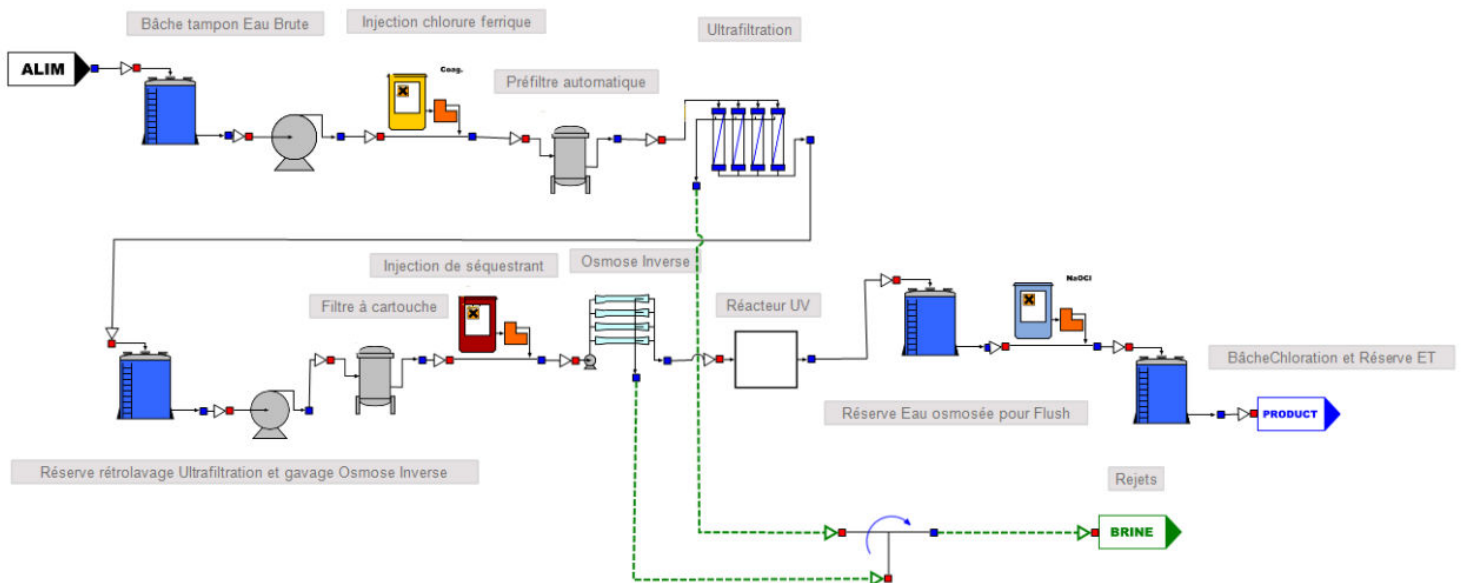 Bâche tampon Eau Brute
Injection chlorure ferrique
Ultrafiltration
ALIM
Coag.
Préfiltre automatique
Injection de séquestrant
Osmose Inverse
Filtre à cartouche
Réacteur UV
NaOCl
BâcheChloration et Réserve ET
Réserve Eau osmosée pour Flush
PRODUCT
Réserve rétrolavage Ultrafiltration et gavage Osmose Inverse
Rejets
BRINE